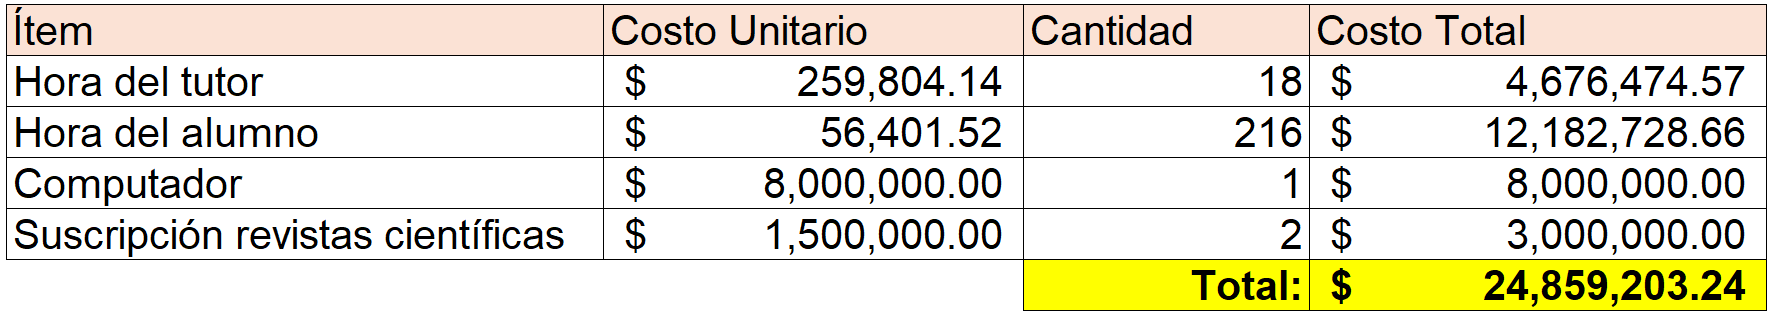 Ítem Costo Unitario Cantidad Costo Total
Hora del tutor $ 259,804.14 18 $ 4,676,474.57
Hora del alumno $ 56,401.52 216 $ 12,182,728.66
Computador $ 8,000,000.00 1 $ 8,000,000.00
Suscripción revistas científicas $ 1,500,000.00 2 $ 3,000,000.00
Total: $ 24,859,203.24